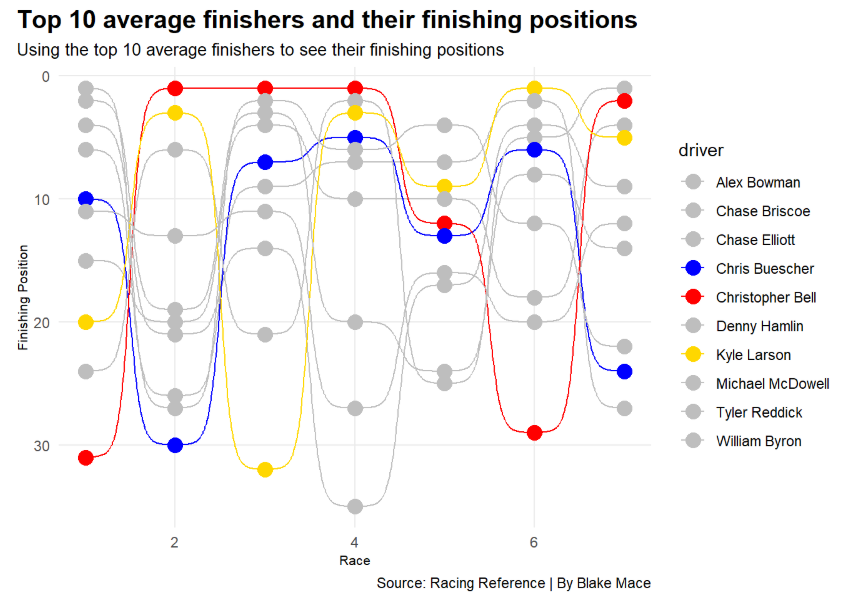 Top 10 average finishers and their finishing positions
Using the top 10 average finishers to see their finishing positions
0
10
20
30
Finishing Position
2
4
6
Race
driver
Alex Bowman
Chase Briscoe
Chase Elliott
Chris Buescher
Christopher Bell
Denny Hamlin
Kyle Larson
Michael McDowell
Tyler Reddick
William Byron
Source: Racing Reference | By Blake Mace